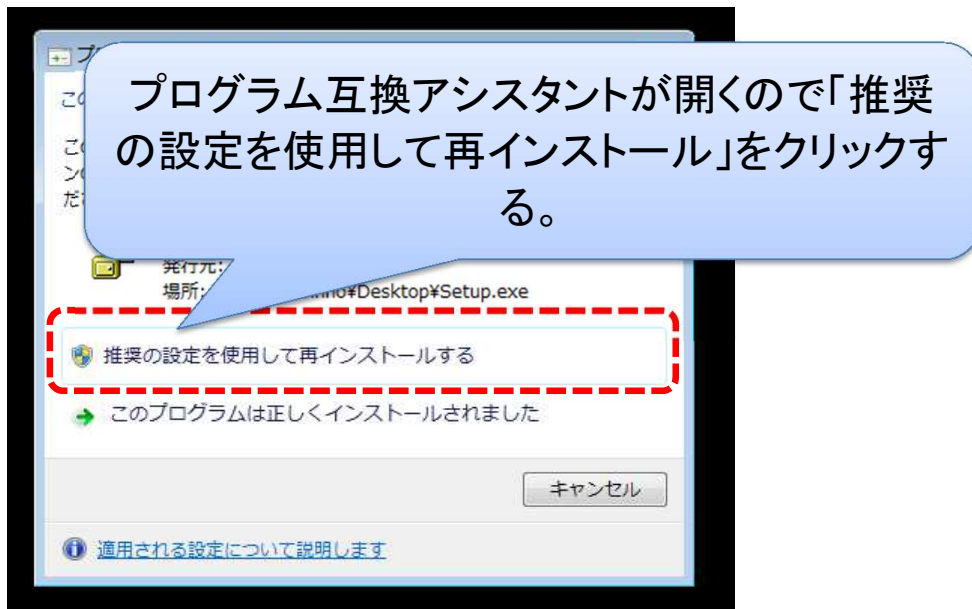 プログラム互換アシスタントが開くので「推奨
の設定を使用して再インストール」をクリックす
る。
発行元:
場所:
¥Desktop¥Setup.exe
推奨の設定を使用して再インストールする
このプログラムは正しくインストールされました
キャンセル
適用される設定について説明します